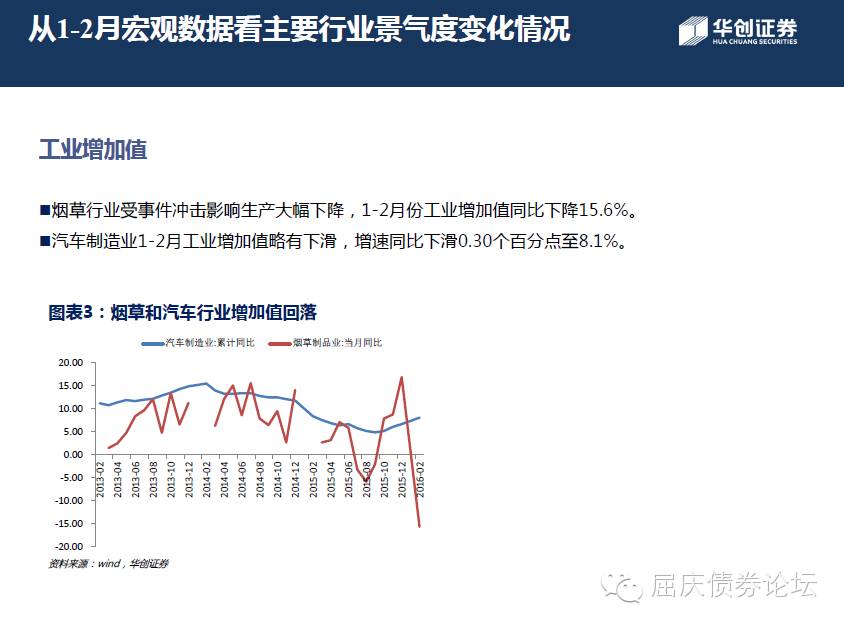 从1-2月宏观数据看主要行业景气度变化情况
华创证券
HUA CHUANG SECURITIES
工业增加值
■烟草行业受事件冲击影响生产大幅下降，1-2月份工业增加值同比下降15.6%。
■汽车制造业1-2月工业增加值略有下滑，增速同比下滑0.30个百分点至8.1%。
图表3：烟草和汽车行业增加值回落
汽车制造业:累计同比 烟草制品业:当月同比
20.00
15.00
10.00
5.00
0.00
-5.00
-10.00
-15.00
-20.00
2013-02 2013-04 2013-06 2013-08 2013-10 2013-12 2014-02 2014-04 2014-06 2014-08 2014-10 2014-12 2015-02 2015-04 2015-06 2015-08 2015-10 2015-12 2016-02
资料来源：wind，华创证券
屈庆债券论坛